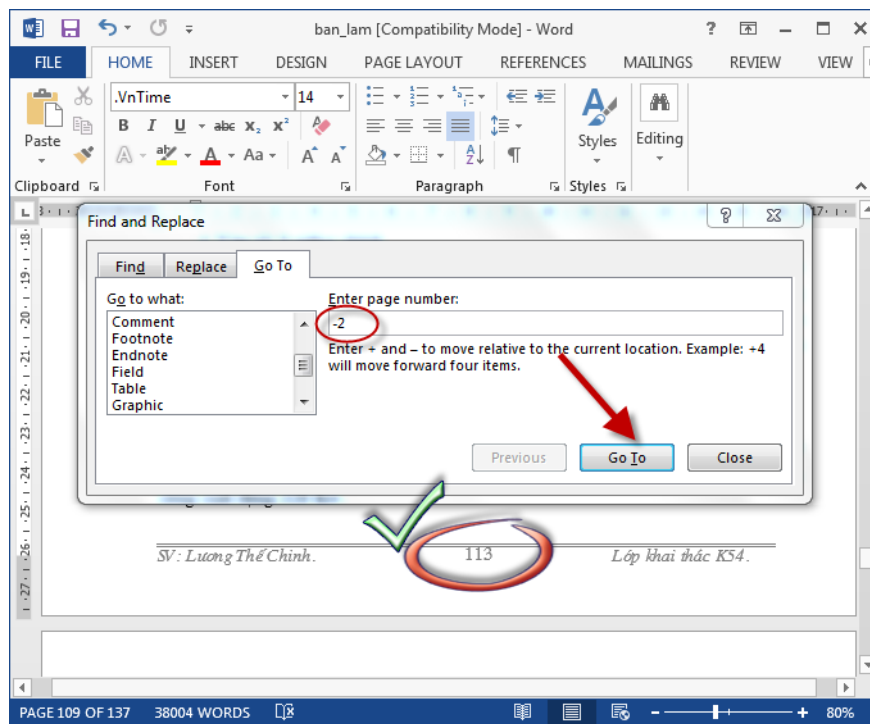 ban_lam [Compatibility Mode] - Word
FILE HOME INSERT DESIGN PAGE LAYOUT REFERENCES MAILINGS REVIEW VIEW
.VnTime 14
Paste
B I U abc X₂ X²
A ab A Aa A A
Styles Editing
Clipboard Font Paragraph Styles
Find and Replace
Find Replace Go To
Go to what: Enter page number:
Comment
Footnote
Endnote
Field
Table
Graphic
-2
Enter + and – to move relative to the current location. Example: +4
will move forward four items.
Previous Go To Close
SV : Lương Thế Chinh. 113 Lớp khai thác K54.
PAGE 109 OF 137 38004 WORDS 80%